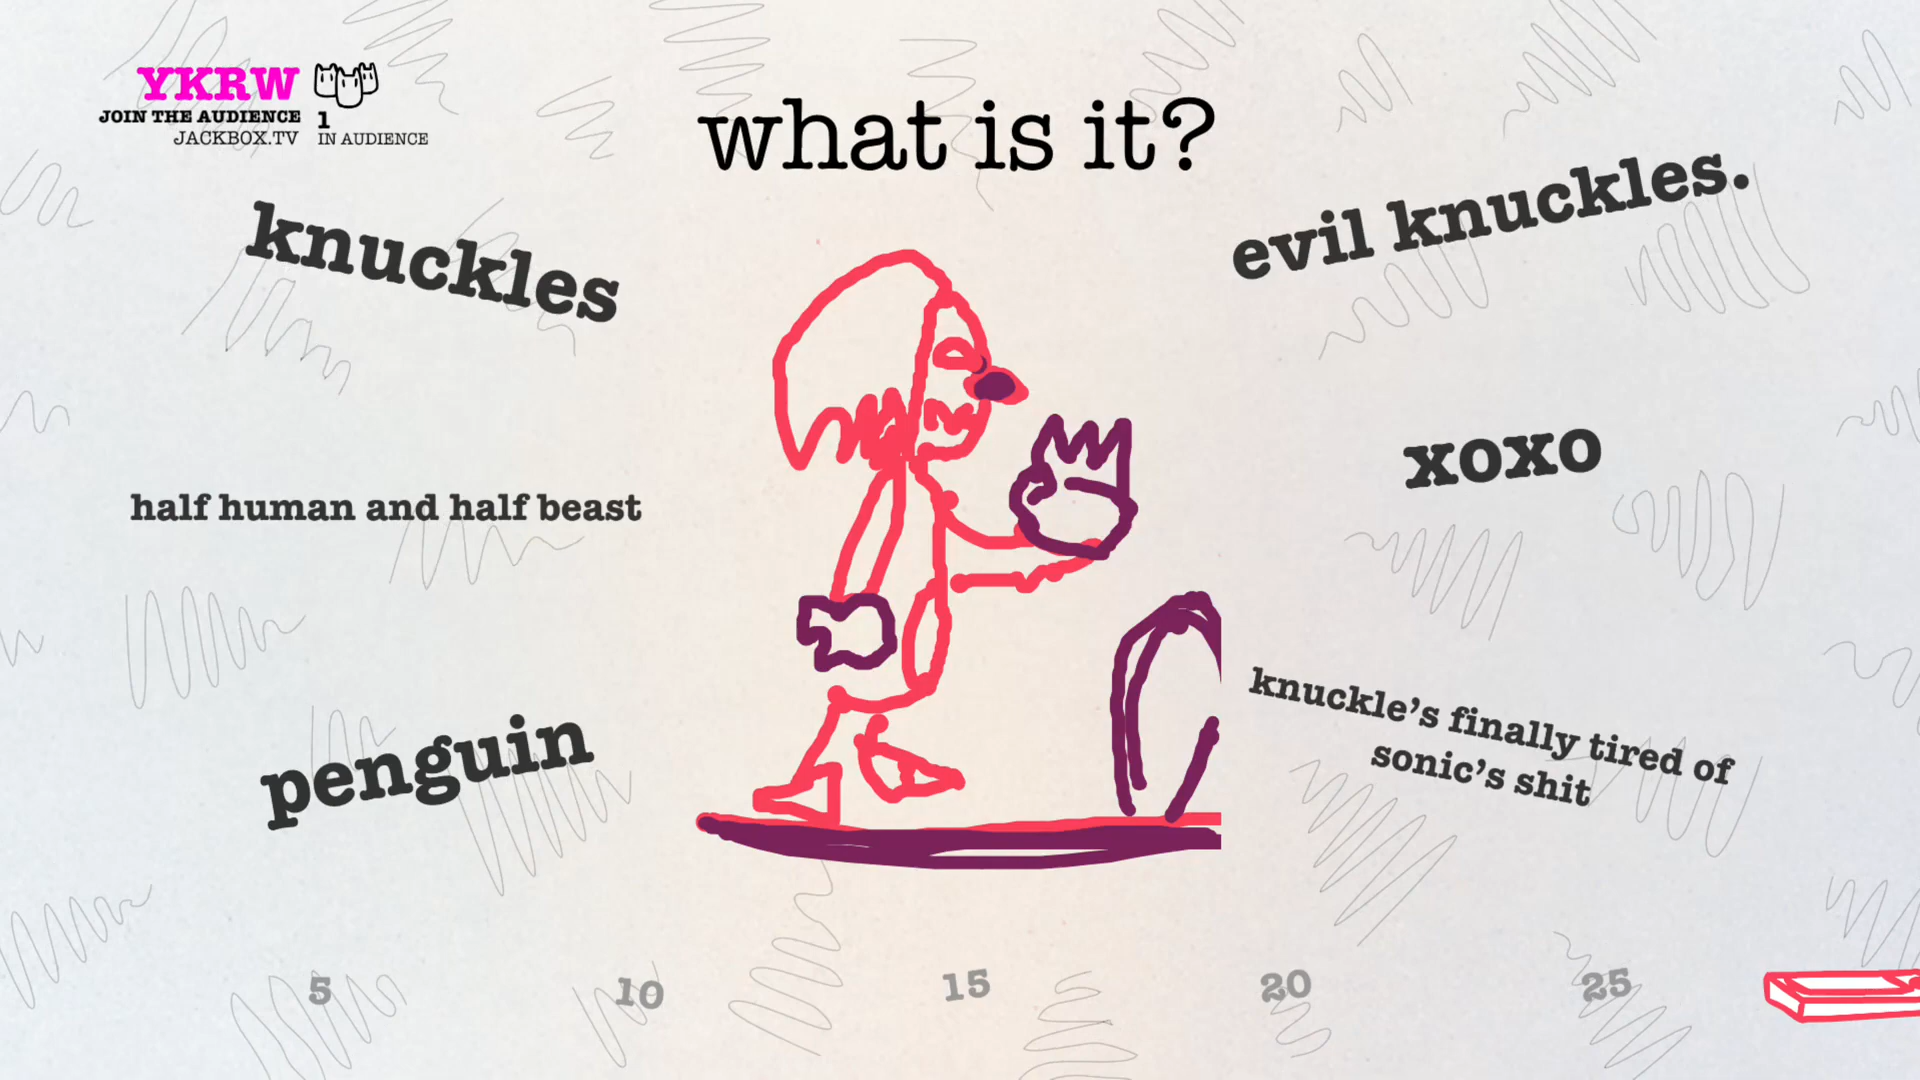 YKRW
JOIN THE AUDIENCE
JACKBOX.TV
1
IN AUDIENCE
what is it?
knuckles
evil knuckles.
half human and half beast
xoxo
penguin
knuckle's finally tired of
sonic's shit
5
10
15
20
25